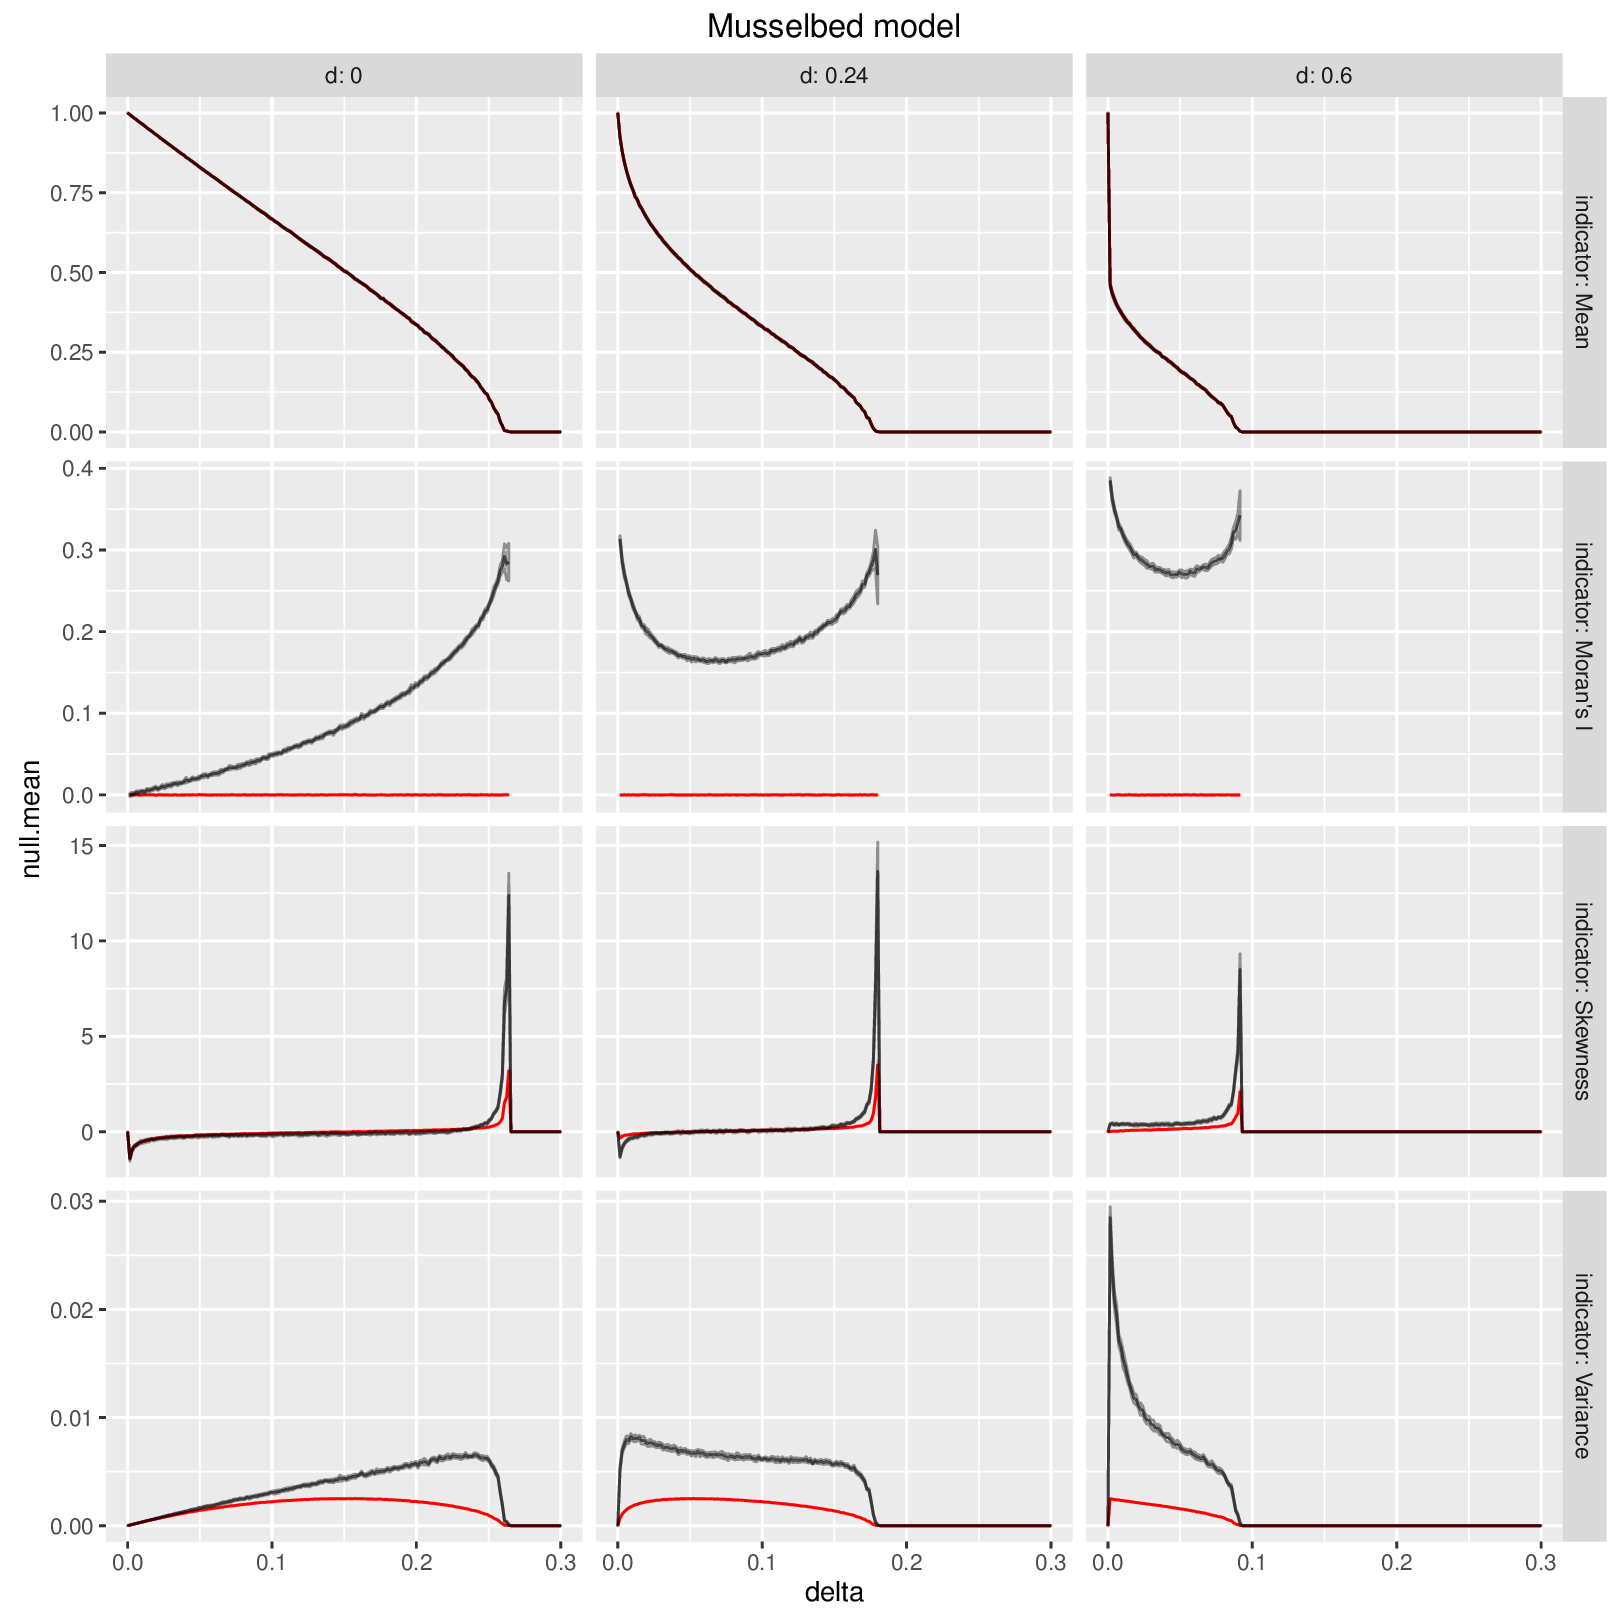 Musselbed model
d: 0
d: 0.24
d: 0.6
1.00
0.75
0.50
0.25
0.00
indicator: Mean
0.4
0.3
0.2
0.1
0.0
indicator: Moran's I
null.mean
15
10
5
0
indicator: Skewness
0.03
0.02
0.01
0.00
indicator: Variance
0.0 0.1 0.2 0.3
0.0 0.1 0.2 0.3
0.0 0.1 0.2 0.3
delta